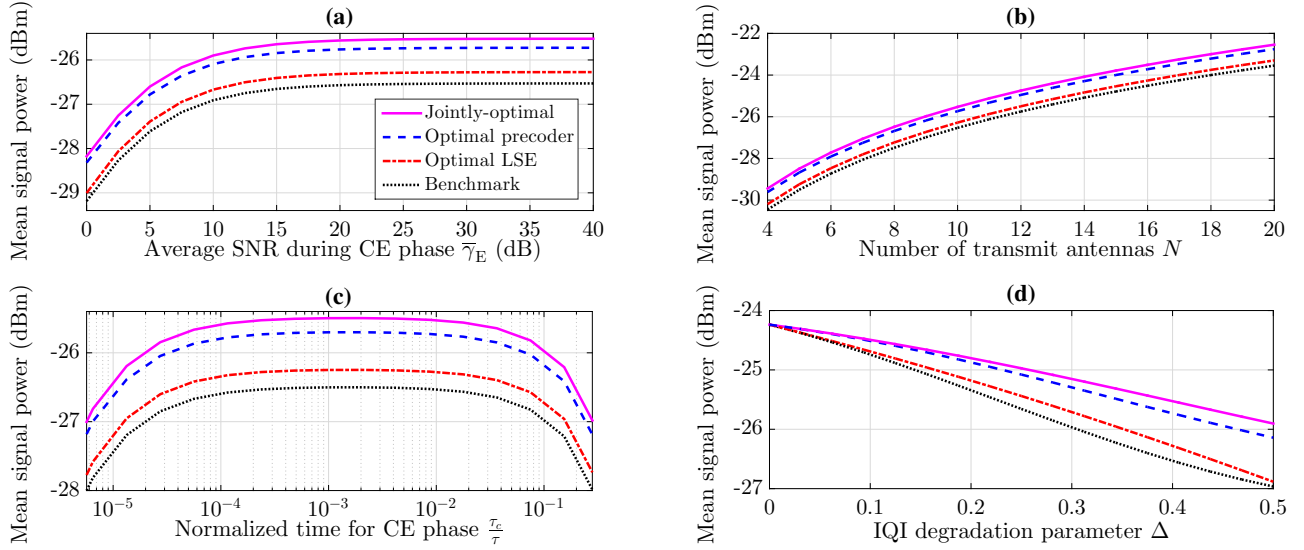 (a)
Mean signal power (dBm)
-26
-27
-28
-29
0 5 10 15 20 25 30 35 40
Average SNR during CE phase γ̅_E (dB)
Jointly-optimal
Optimal precoder
Optimal LSE
Benchmark
(b)
Mean signal power (dBm)
-22
-24
-26
-28
-30
4 6 8 10 12 14 16 18 20
Number of transmit antennas N
(c)
Mean signal power (dBm)
-26
-27
-28
10⁻⁵ 10⁻⁴ 10⁻³ 10⁻² 10⁻¹
Normalized time for CE phase τ_c/τ
(d)
Mean signal power (dBm)
-24
-25
-26
-27
0 0.1 0.2 0.3 0.4 0.5
IQI degradation parameter Δ